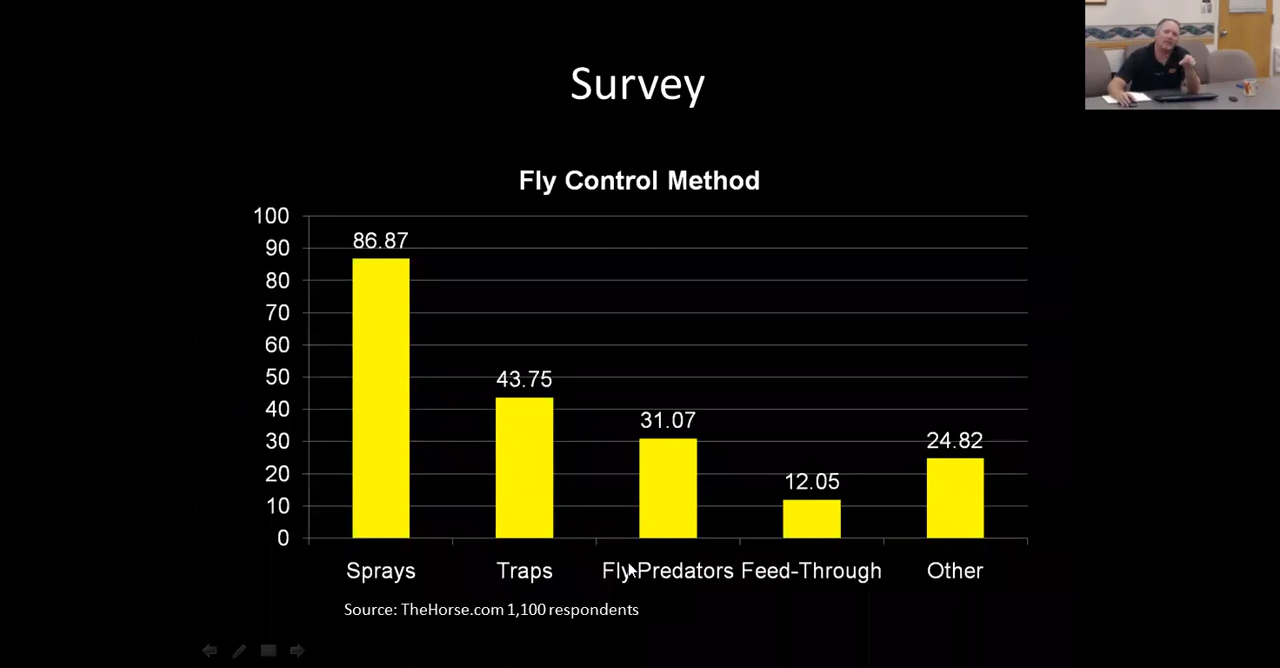 Survey
Fly Control Method
100
90
80
70
60
50
40
30
20
10
0
86.87
43.75
31.07
12.05
24.82
Sprays
Traps
Fly Predators
Feed-Through
Other
Source: TheHorse.com 1,100 respondents